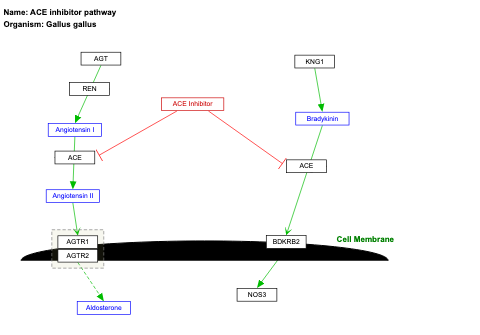 Name: ACE inhibitor pathway
Organism: Gallus gallus
AGT
KNG1
REN
ACE Inhibitor
Bradykinin
Angiotensin I
ACE
ACE
Angiotensin II
AGTR1
BDKRB2
Cell Membrane
AGTR2
NOS3
Aldosterone